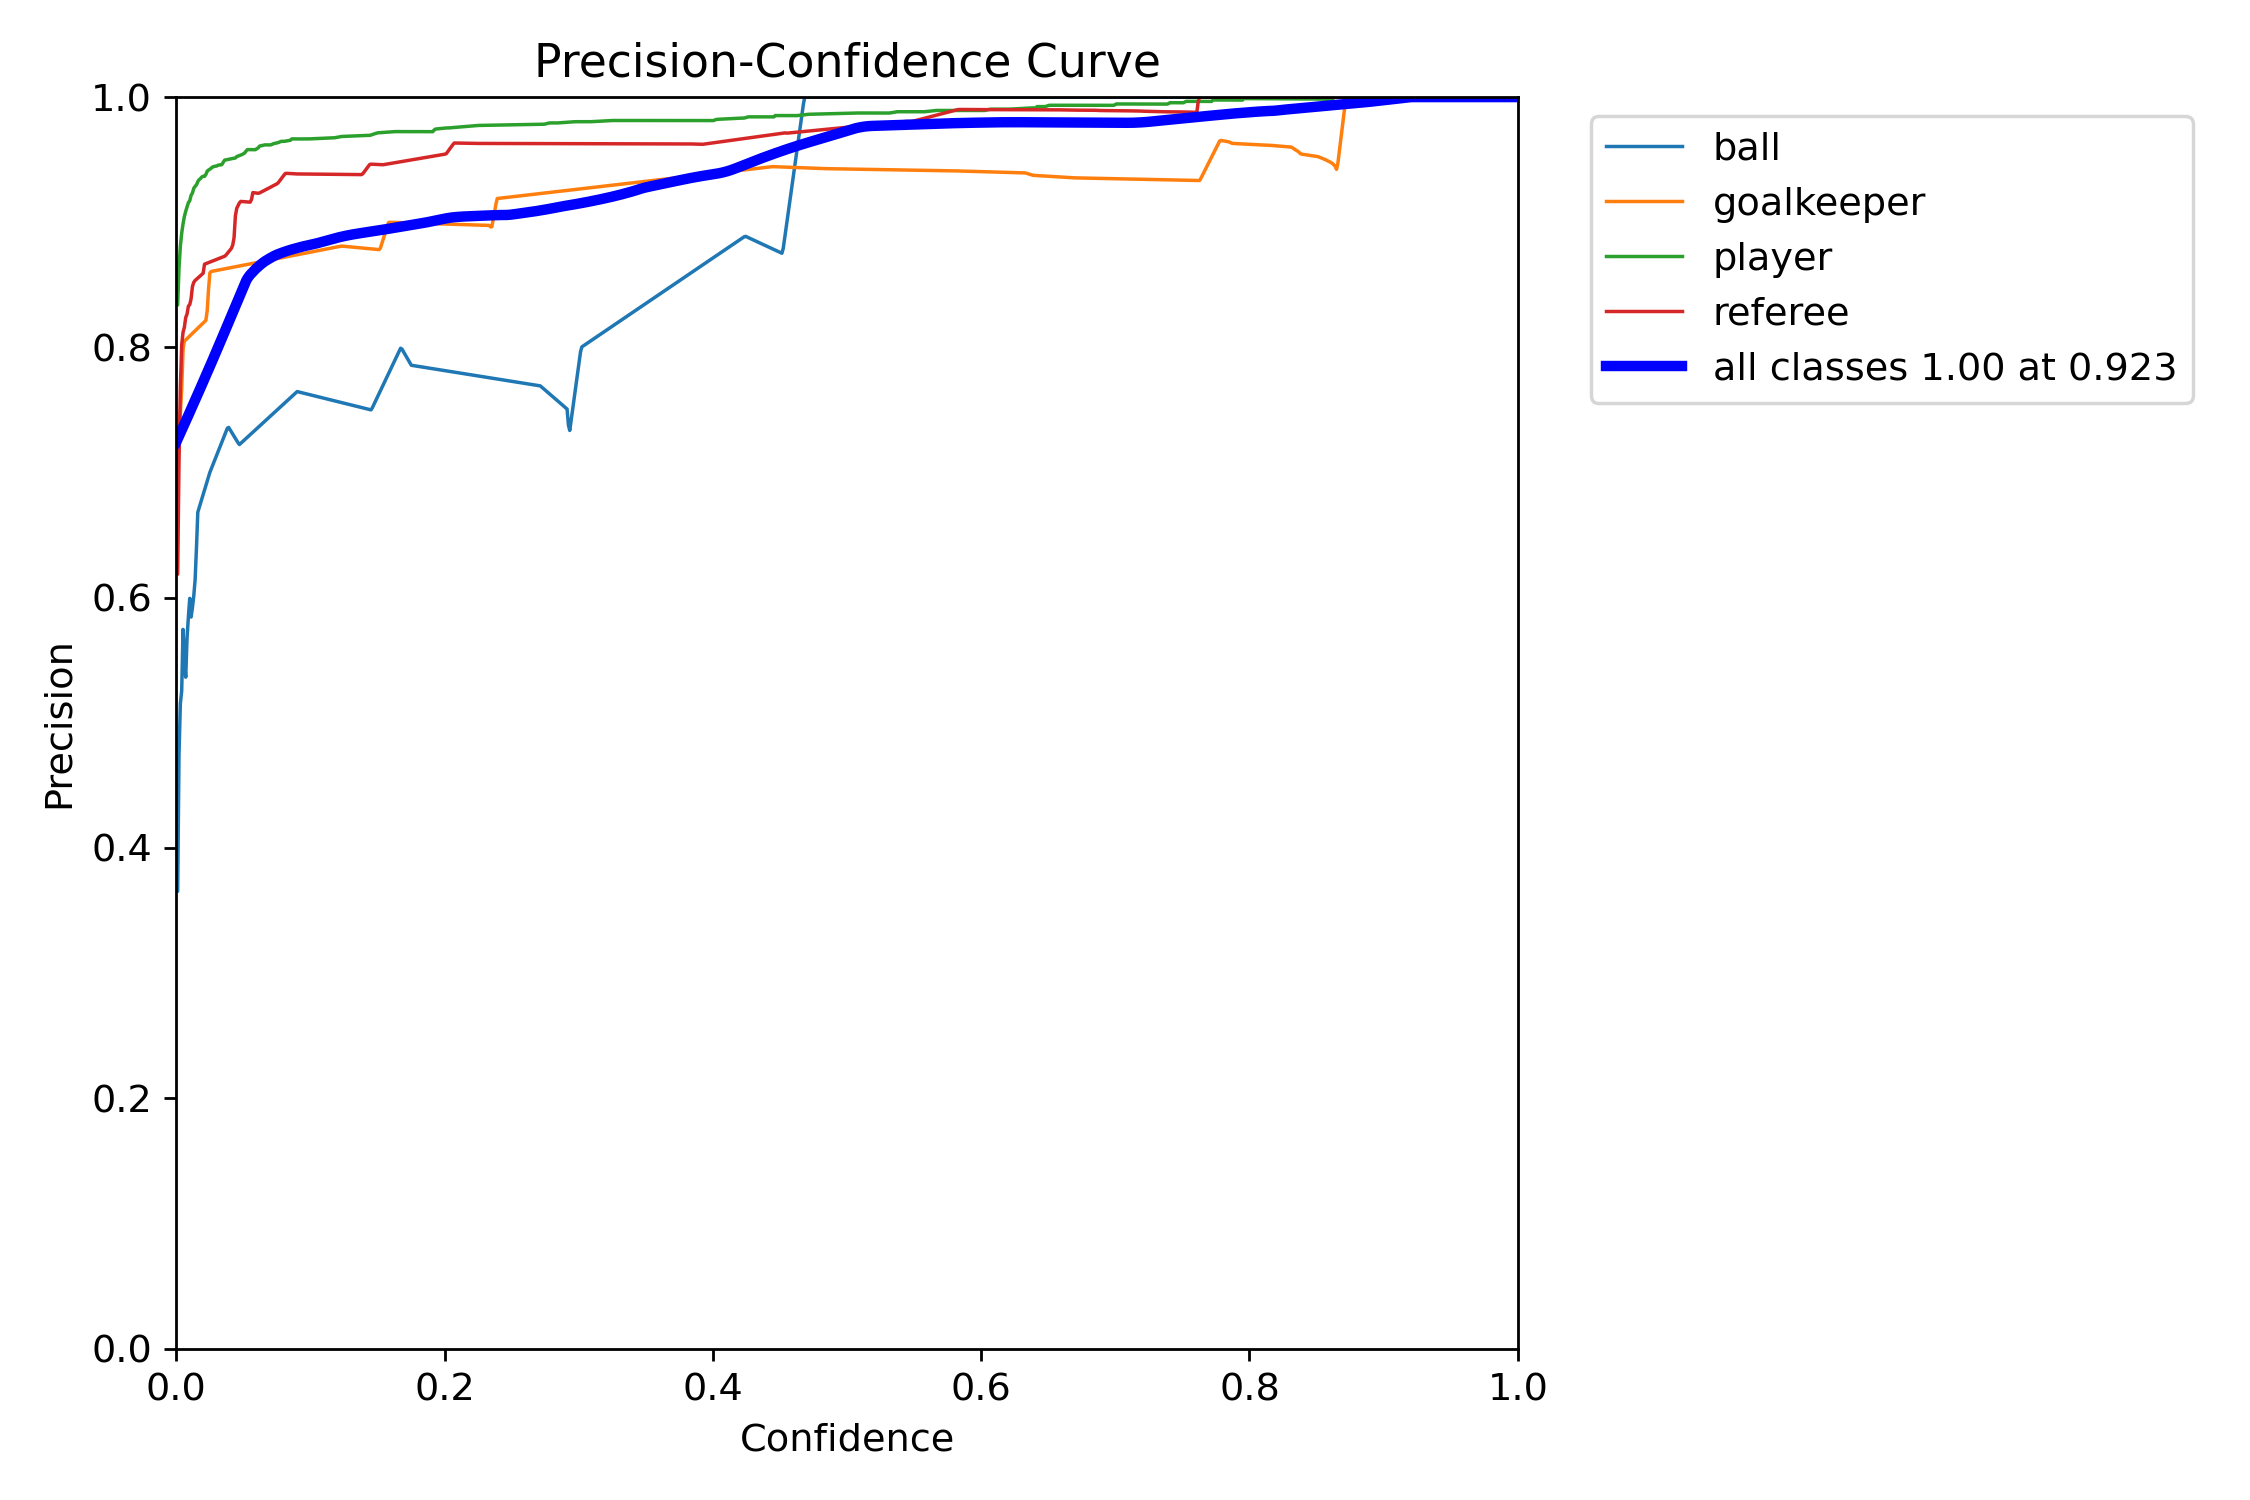 Precision-Confidence Curve
1.0
0.8
0.6
0.4
0.2
0.0
Precision
0.0 0.2 0.4 0.6 0.8 1.0
Confidence
ball
goalkeeper
player
referee
all classes 1.00 at 0.923